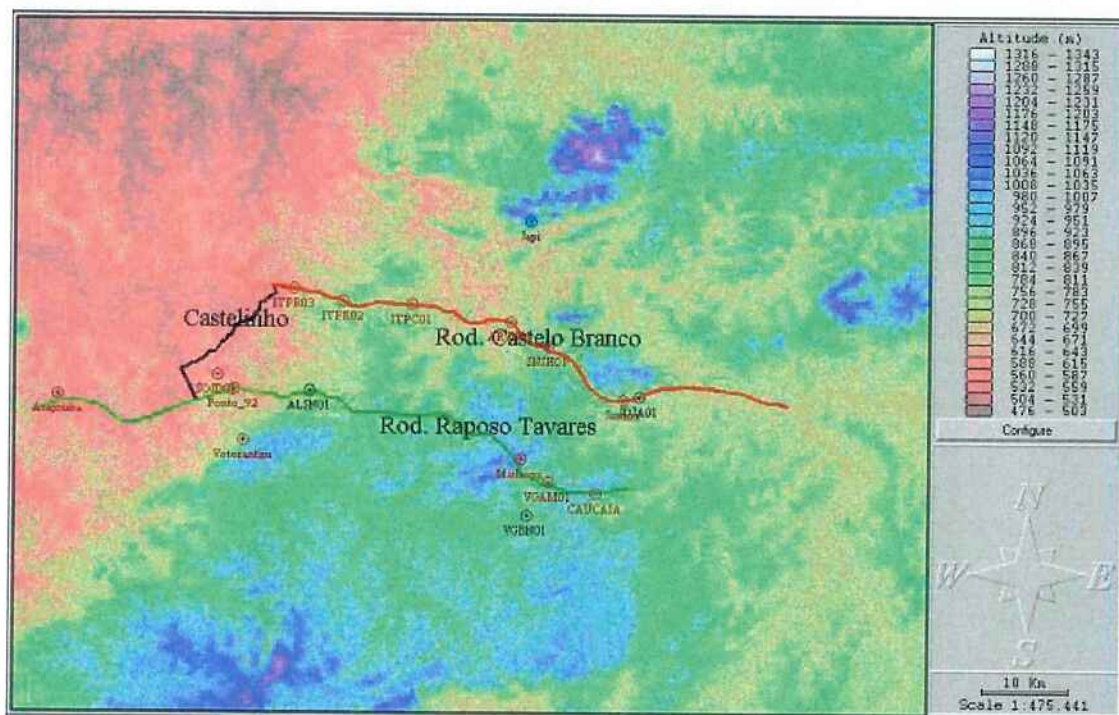 Altitude (m)
1316 - 1343
1288 - 1315
1260 - 1287
1232 - 1259
1204 - 1231
1176 - 1203
1148 - 1175
1120 - 1147
1092 - 1119
1064 - 1091
1036 - 1063
1008 - 1035
980 - 1007
952 - 979
924 - 951
896 - 923
868 - 895
840 - 867
812 - 839
784 - 811
756 - 783
728 - 755
700 - 727
672 - 699
644 - 671
616 - 643
588 - 615
560 - 587
532 - 559
504 - 531
476 - 503
Configure
N
W E
S
10 Km
Scale 1:475.441
Japi
ITPR03
ITPR02
ITPC01
Castelinho
Rod. Castelo Branco
Ponto_92
ALSM01
Rod. Raposo Tavares
Votorantim
VGAM01
CAUCAIA
VGBN01